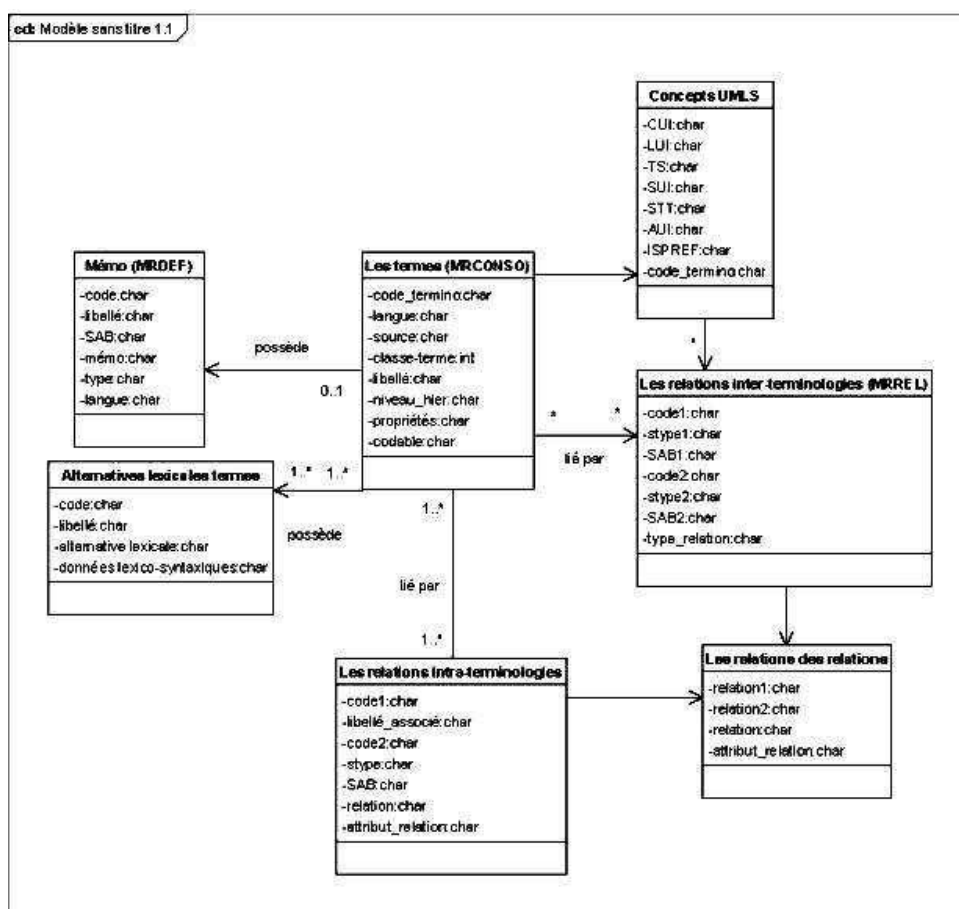 cd: Modèle sans titre 1.1
Concepts UMLS
-CUI:char
-LUI:char
-TS:char
-SUI:char
-STT:char
-AUI:char
-ISPREF:char
-code_termino:char
Mémo (MRDEF)
-code:char
-libellé:char
-SAB:char
-mémo:char
-type:char
-langue:char
Les termes (MRCONSO)
-code_termino:char
-langue:char
-source:char
-classe-terme:int
-libellé:char
-niveau_hier:char
-propriétés:char
-codable:char
possède
0..1
*
Les relations inter-terminologies (MRREL)
-code1:char
-stype1:char
-SAB1:char
-code2:char
-stype2:char
-SAB2:char
-type_relation:char
* *
lié par
Alternatives lexicales termes
-code:char
-libellé:char
-alternative lexicale:char
-données lexico-syntaxiques:char
1..* 1..*
possède
1..*
lié par
1..*
Les relations intra-terminologies
-code1:char
-libellé_associé:char
-code2:char
-stype:char
-SAB:char
-relation:char
-attribut_relation:char
Les relations des relations
-relation1:char
-relation2:char
-relation:char
-attribut_relation:char